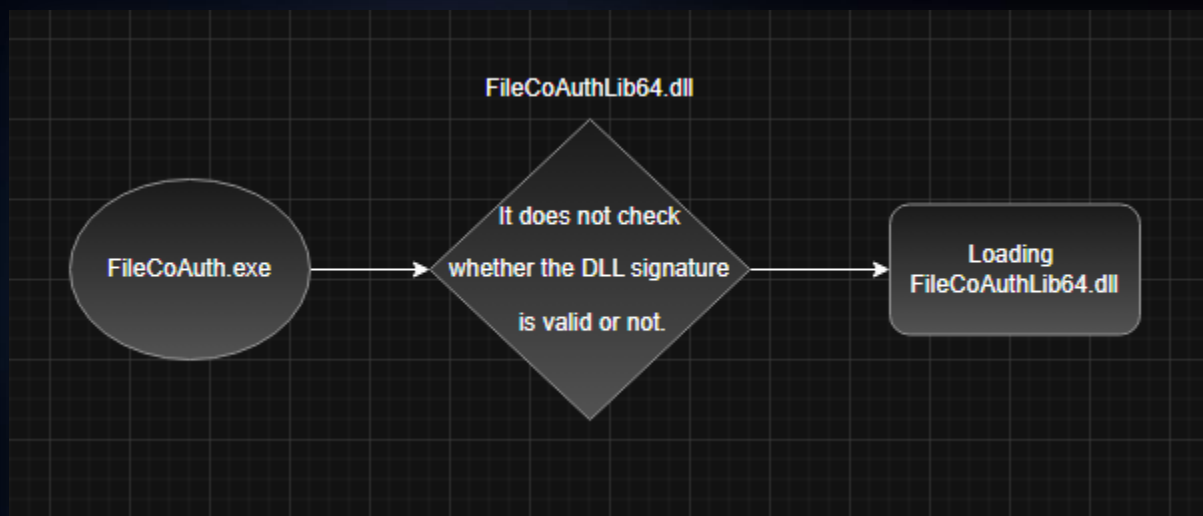 FileCoAuthLib64.dll
FileCoAuth.exe
It does not check
whether the DLL signature
is valid or not.
Loading
FileCoAuthLib64.dll